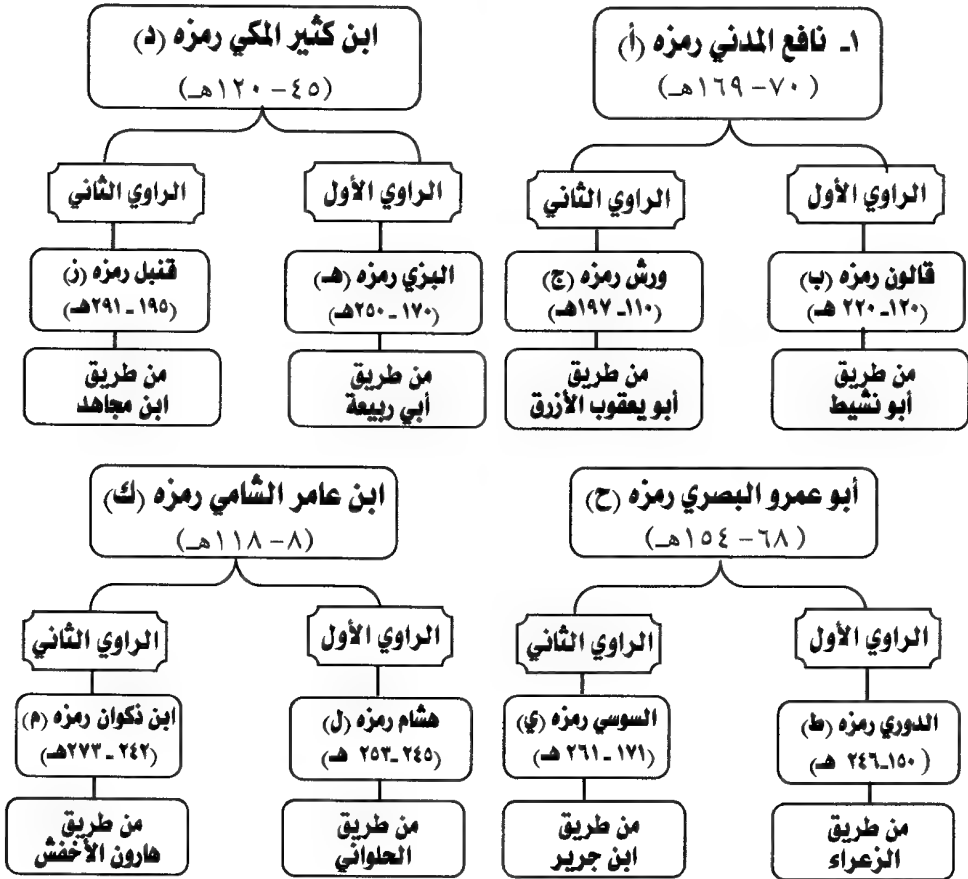 ١ـ نافع المدني رمزه (أ)
(٧٠ – ١٦٩هـ)
الراوي الأول
قالون رمزه (ب)
(١٢٠ـ ٢٢٠ هـ)
من طريق
أبو نشيط
الراوي الثاني
ورش رمزه (ج)
(١١٠ـ ١٩٧هـ)
من طريق
أبو يعقوب الأزرق
ابن كثير المكي رمزه (د)
(٤٥ – ١٢٠هـ)
الراوي الأول
البزي رمزه (هـ)
(١٧٠ ـ ٢٥٠هـ)
من طريق
أبي ربيعة
الراوي الثاني
قنبل رمزه (ز)
(١٩٥ ـ ٢٩١هـ)
من طريق
ابن مجاهد
أبو عمرو البصري رمزه (ح)
(٦٨ – ١٥٤هـ)
الراوي الأول
الدوري رمزه (ط)
(١٥٠ـ٢٤٦ هـ)
من طريق
الزعراء
الراوي الثاني
السوسي رمزه (ي)
(١٧١ ـ ٢٦١ هـ)
من طريق
ابن جرير
ابن عامر الشامي رمزه (ك)
(٨ – ١١٨هـ)
الراوي الأول
هشام رمزه (ل)
(٢٤٥ـ ٢٥٣ هـ)
من طريق
الحلواني
الراوي الثاني
ابن ذكوان رمزه (م)
(٢٤٢ ـ ٢٧٣هـ)
من طريق
هارون الأخفش